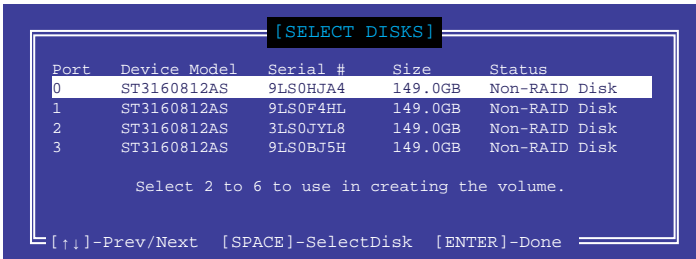 [SELECT DISKS]
Port Device Model Serial # Size Status
0 ST3160812AS 9LS0HJA4 149.0GB Non-RAID Disk
1 ST3160812AS 9LS0F4HL 149.0GB Non-RAID Disk
2 ST3160812AS 3LS0JYL8 149.0GB Non-RAID Disk
3 ST3160812AS 9LS0BJ5H 149.0GB Non-RAID Disk
Select 2 to 6 to use in creating the volume.
[↑↓]-Prev/Next [SPACE]-SelectDisk [ENTER]-Done